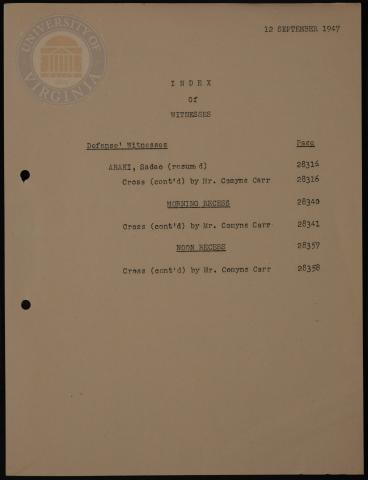 UNIVERSITY OF VIRGINIA
12 SEPTEMBER 1947
I N D E X
Of
WITNESSES
Defense' Witnesses Page
ARAKI, Sadao (resumed) 28316
Cross (cont'd) by Mr. Comyns Carr 28316
MORNING RECESS 28340
Cross (cont'd) by Mr. Comyns Carr 28341
NOON RECESS 28357
Cross (cont'd) by Mr. Comyns Carr 28358